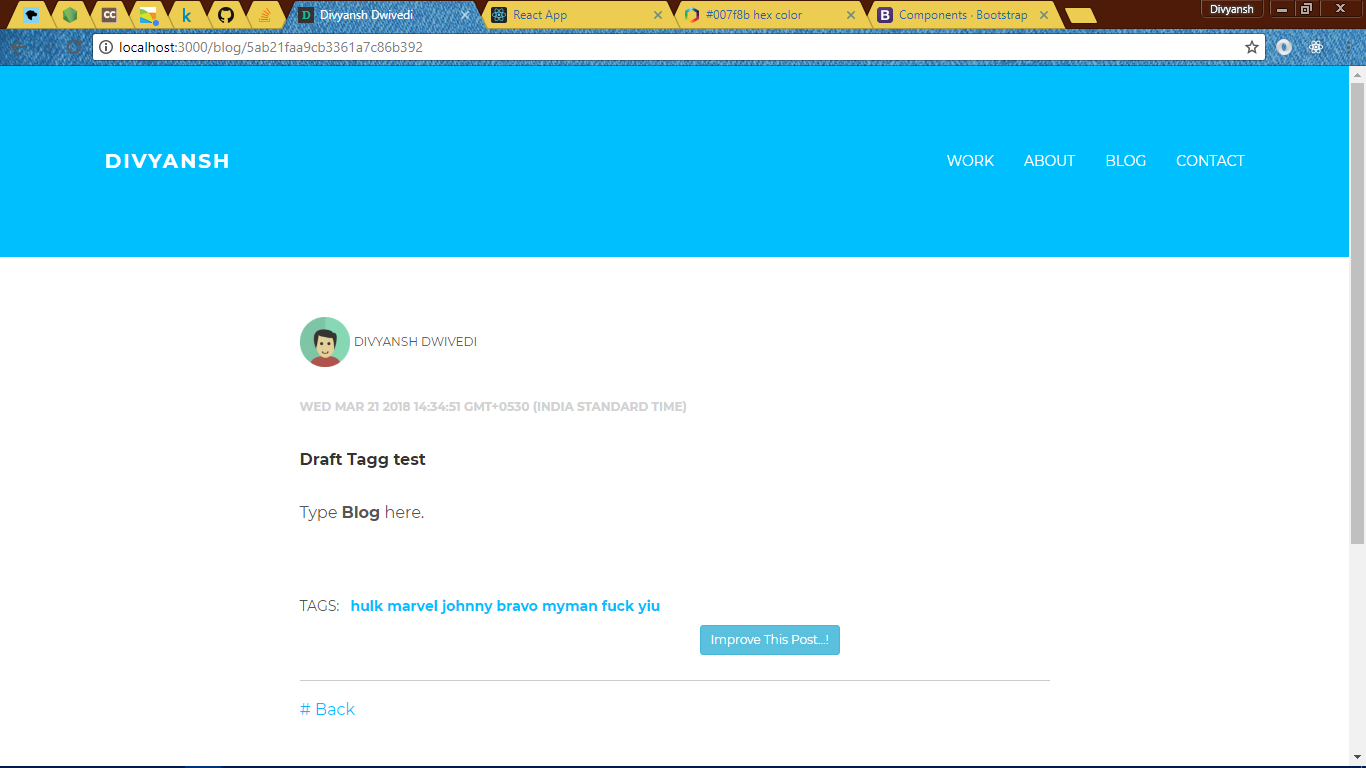 Divyansh Dwivedi
React App
#007f8b hex color
Components · Bootstrap
Divyansh
localhost:3000/blog/5ab21faa9cb3361a7c86b392
DIVYANSH
WORK ABOUT BLOG CONTACT
DIVYANSH DWIVEDI
WED MAR 21 2018 14:34:51 GMT+0530 (INDIA STANDARD TIME)
Draft Tagg test
Type Blog here.
TAGS: hulk marvel johnny bravo myman fuck yiu
Improve This Post...!
# Back